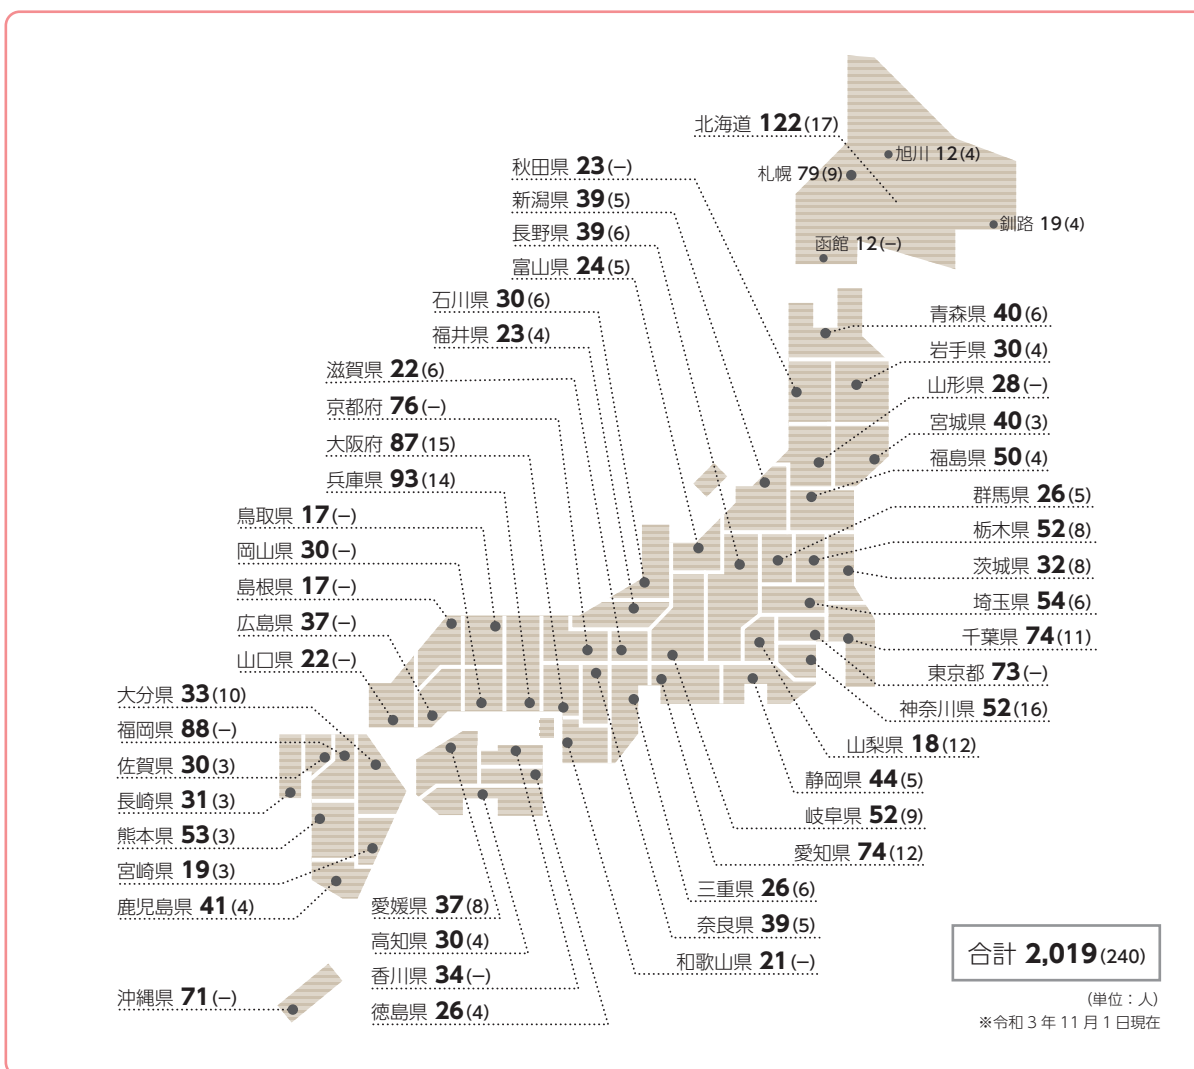 北海道 122(17)
旭川 12(4)
札幌 79(9)
釧路 19(4)
函館 12(−)
秋田県 23(−)
新潟県 39(5)
長野県 39(6)
富山県 24(5)
石川県 30(6)
福井県 23(4)
滋賀県 22(6)
京都府 76(−)
大阪府 87(15)
兵庫県 93(14)
鳥取県 17(−)
岡山県 30(−)
島根県 17(−)
広島県 37(−)
山口県 22(−)
大分県 33(10)
福岡県 88(−)
佐賀県 30(3)
長崎県 31(3)
熊本県 53(3)
宮崎県 19(3)
鹿児島県 41(4)
沖縄県 71(−)
青森県 40(6)
岩手県 30(4)
山形県 28(−)
宮城県 40(3)
福島県 50(4)
群馬県 26(5)
栃木県 52(8)
茨城県 32(8)
埼玉県 54(6)
千葉県 74(11)
東京都 73(−)
神奈川県 52(16)
山梨県 18(12)
静岡県 44(5)
岐阜県 52(9)
愛知県 74(12)
三重県 26(6)
奈良県 39(5)
和歌山県 21(−)
愛媛県 37(8)
高知県 30(4)
香川県 34(−)
徳島県 26(4)
合計 2,019(240)
(単位：人)
※令和3年11月1日現在